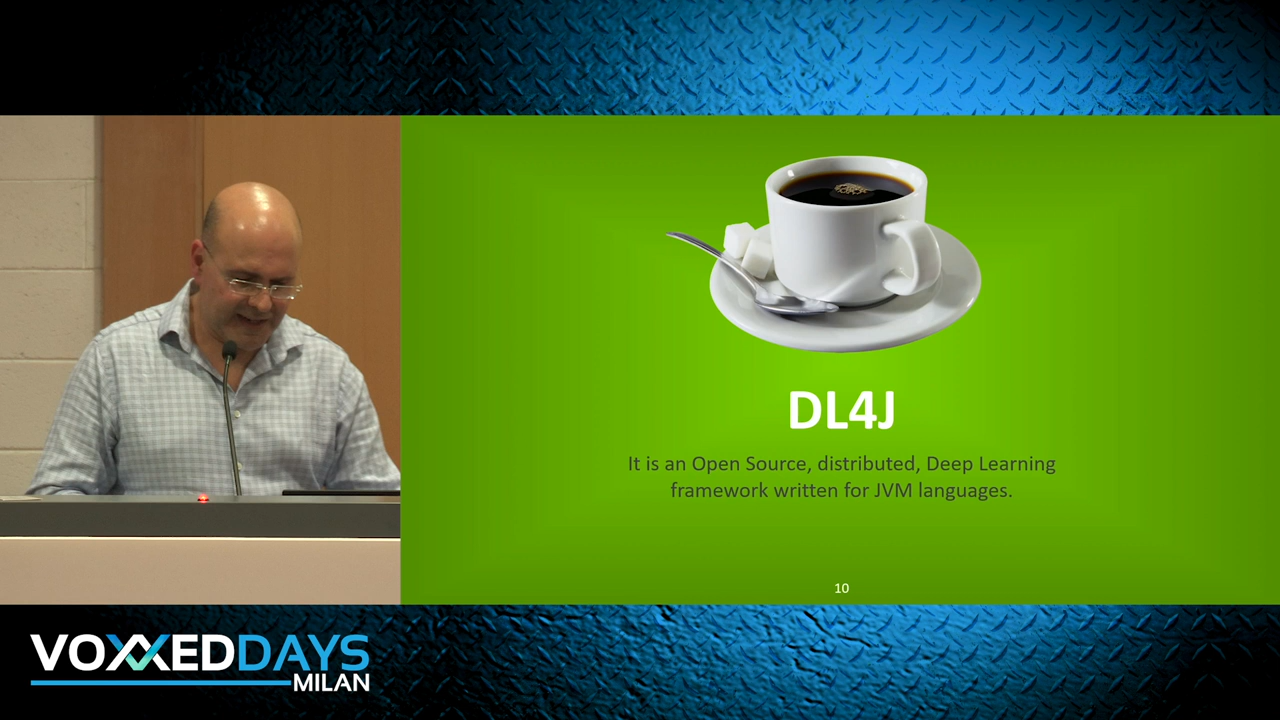 DL4J
It is an Open Source, distributed, Deep Learning
framework written for JVM languages.
10
VOXXEDDAYS
MILAN